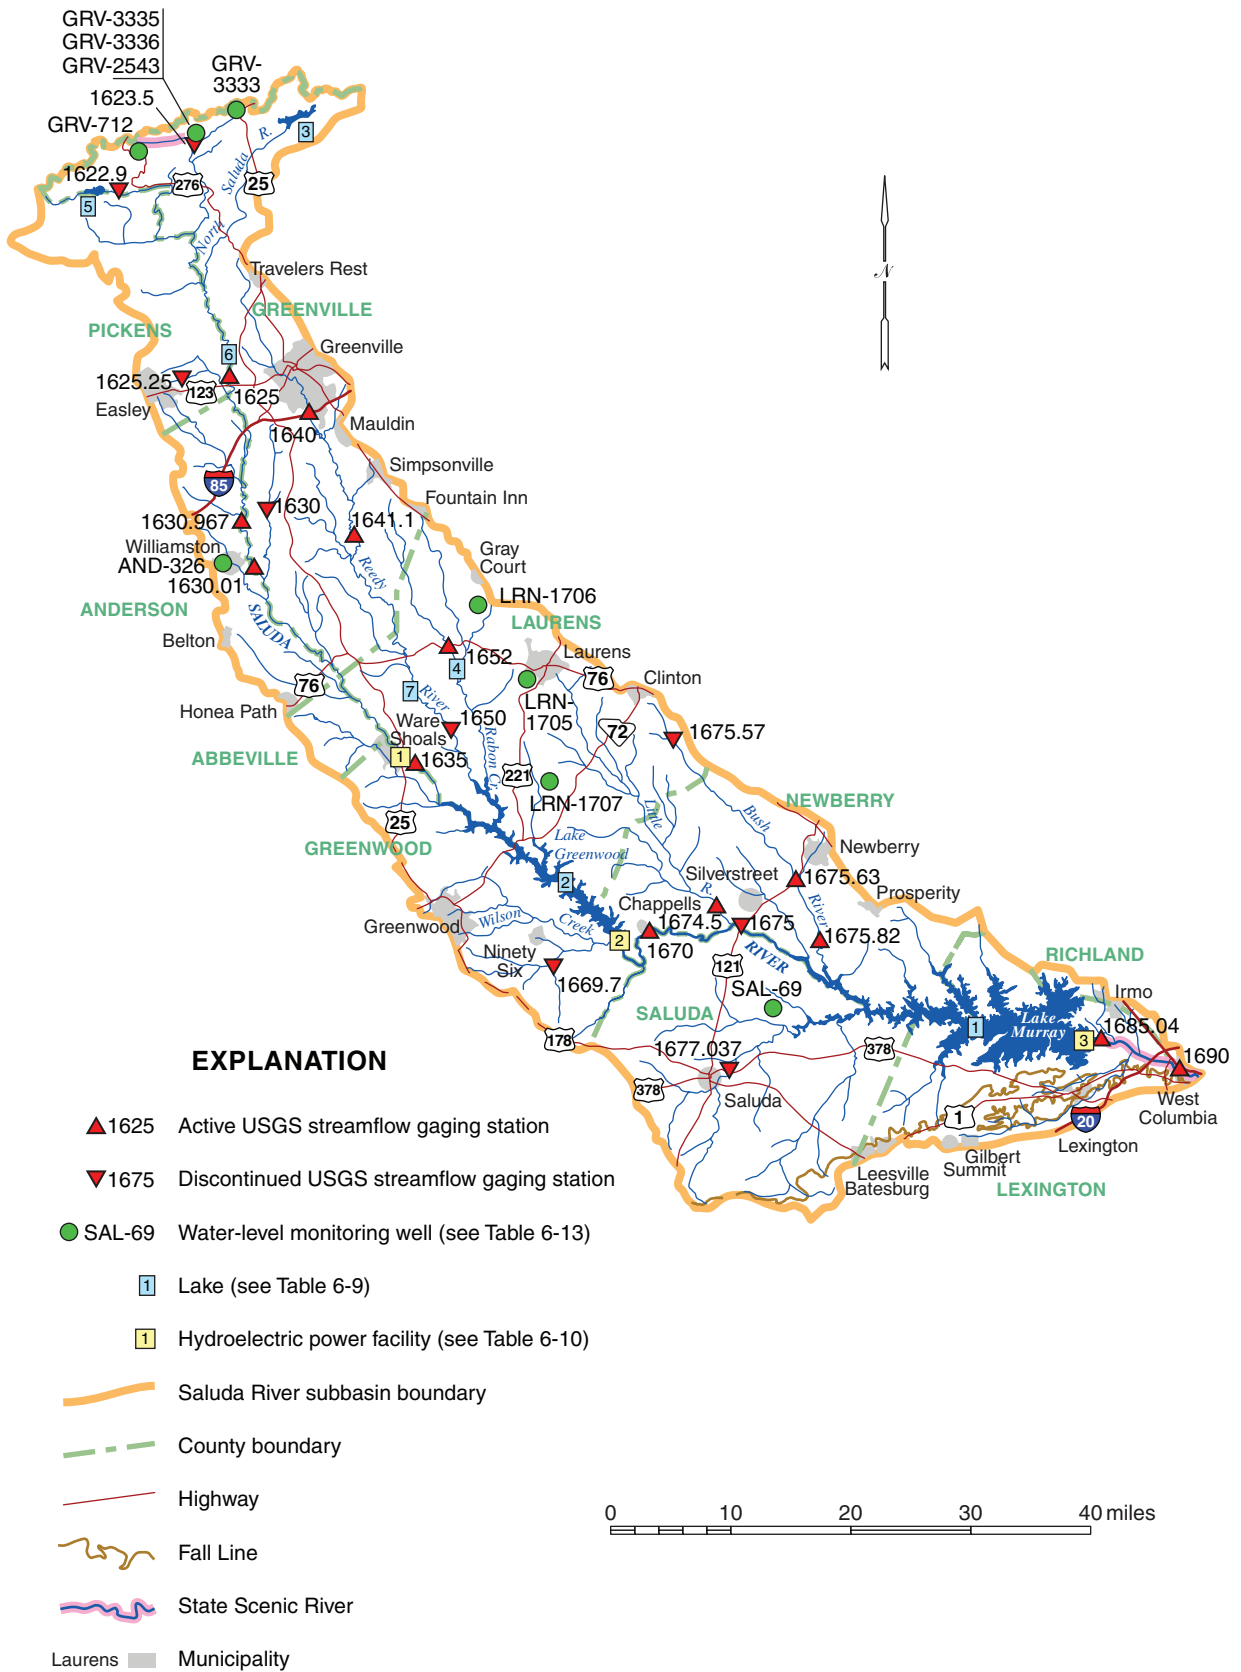 GRV-3335
GRV-3336
GRV-2543
GRV-
3333
1623.5
GRV-712
R.
3
1622.9
276
Saluda
25
5
North
Travelers Rest
GREENVILLE
PICKENS
N
6
Greenville
1625.25
123
1625
Easley
1640
Mauldin
Simpsonville
85
Fountain Inn
1630
1630.967
1641.1
Williamston
AND-326
1630.01
Reedy
Gray
Court
LRN-1706
ANDERSON
SALUDA
LAURENS
Belton
1652
Laurens
4
76
76
7
Clinton
River
LRN-
1705
Honea Path
Ware
Shoals
1650
72
1675.57
ABBEVILLE
1
1635
Rabon Cr.
221
LRN-1707
NEWBERRY
25
Little
Bush
GREENWOOD
Lake
Greenwood
Newberry
2
Silverstreet
R.
1675.63
Prosperity
Chappells
River
Greenwood
Wilson
Creek
1674.5
1675
1675.82
2
1670
Ninety
Six
RIVER
RICHLAND
121
1669.7
SAL-69
Irmo
SALUDA
1
Lake
Murray
1685.04
3
178
1677.037
378
1690
378
Saluda
1
20
West
Columbia
Lexington
Gilbert
Summit
Leesville
Batesburg
LEXINGTON
EXPLANATION
1625 Active USGS streamflow gaging station
1675 Discontinued USGS streamflow gaging station
SAL-69 Water-level monitoring well (see Table 6-13)
1 Lake (see Table 6-9)
1 Hydroelectric power facility (see Table 6-10)
Saluda River subbasin boundary
County boundary
Highway
Fall Line
State Scenic River
Laurens Municipality
0 10 20 30 40 miles